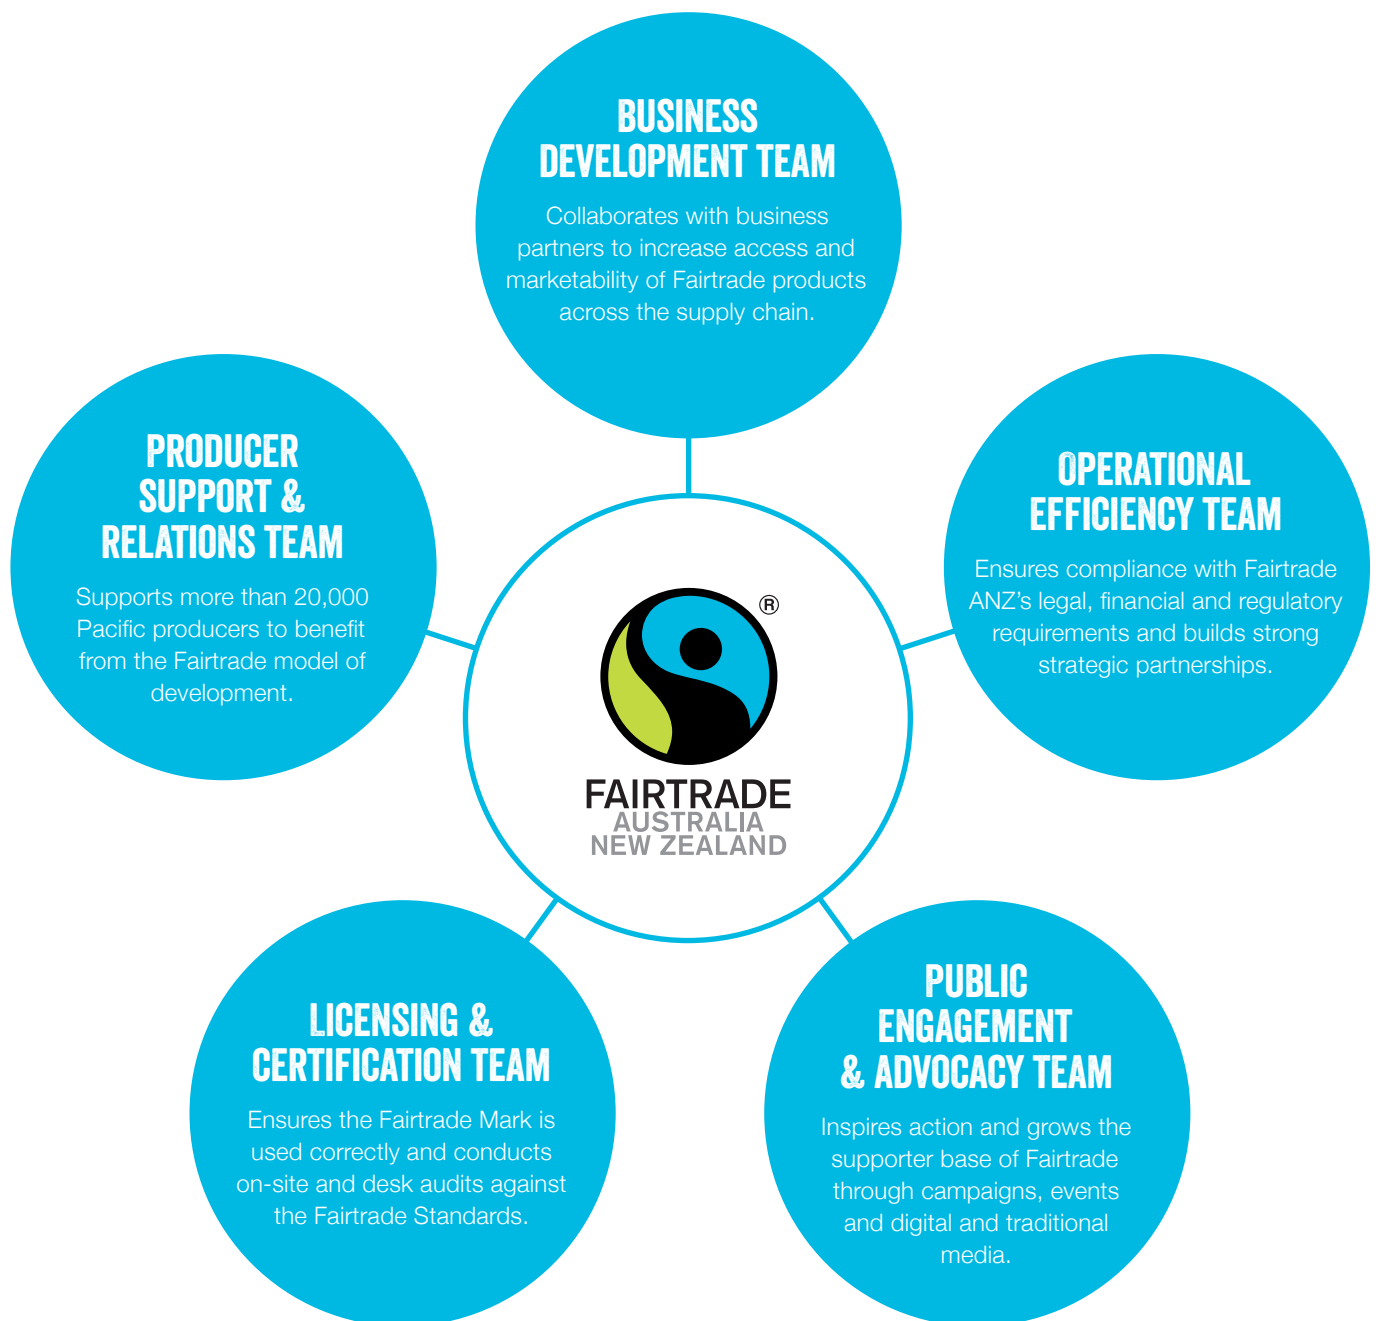 BUSINESS
DEVELOPMENT TEAM
Collaborates with business
partners to increase access and
marketability of Fairtrade products
across the supply chain.
PRODUCER
SUPPORT &
RELATIONS TEAM
Supports more than 20,000
Pacific producers to benefit
from the Fairtrade model of
development.
OPERATIONAL
EFFICIENCY TEAM
Ensures compliance with Fairtrade
ANZ's legal, financial and regulatory
requirements and builds strong
strategic partnerships.
®
FAIRTRADE
AUSTRALIA
NEW ZEALAND
LICENSING &
CERTIFICATION TEAM
Ensures the Fairtrade Mark is
used correctly and conducts
on-site and desk audits against
the Fairtrade Standards.
PUBLIC
ENGAGEMENT
& ADVOCACY TEAM
Inspires action and grows the
supporter base of Fairtrade
through campaigns, events
and digital and traditional
media.